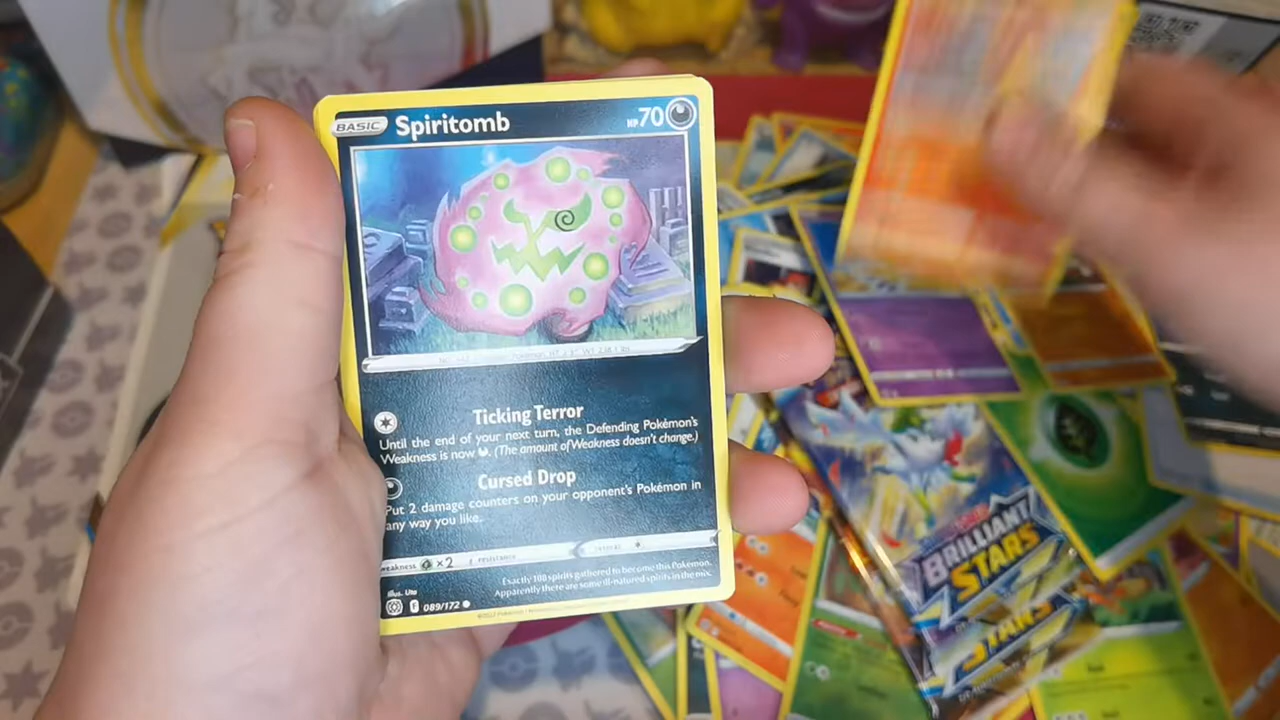 BASIC Spiritomb HP 70
Ticking Terror
Until the end of your next turn, the Defending Pokémon's
Weakness is now . (The amount of Weakness doesn't change.)
Cursed Drop
Put 2 damage counters on your opponent's Pokémon in
any way you like.
weakness ×2 resistance
Exactly 108 spirits gathered to become this Pokémon.
Apparently there are some ill-natured spirits in the mix.
Illus. Uta
F 089/172
BRILLIANT
STARS
STARS